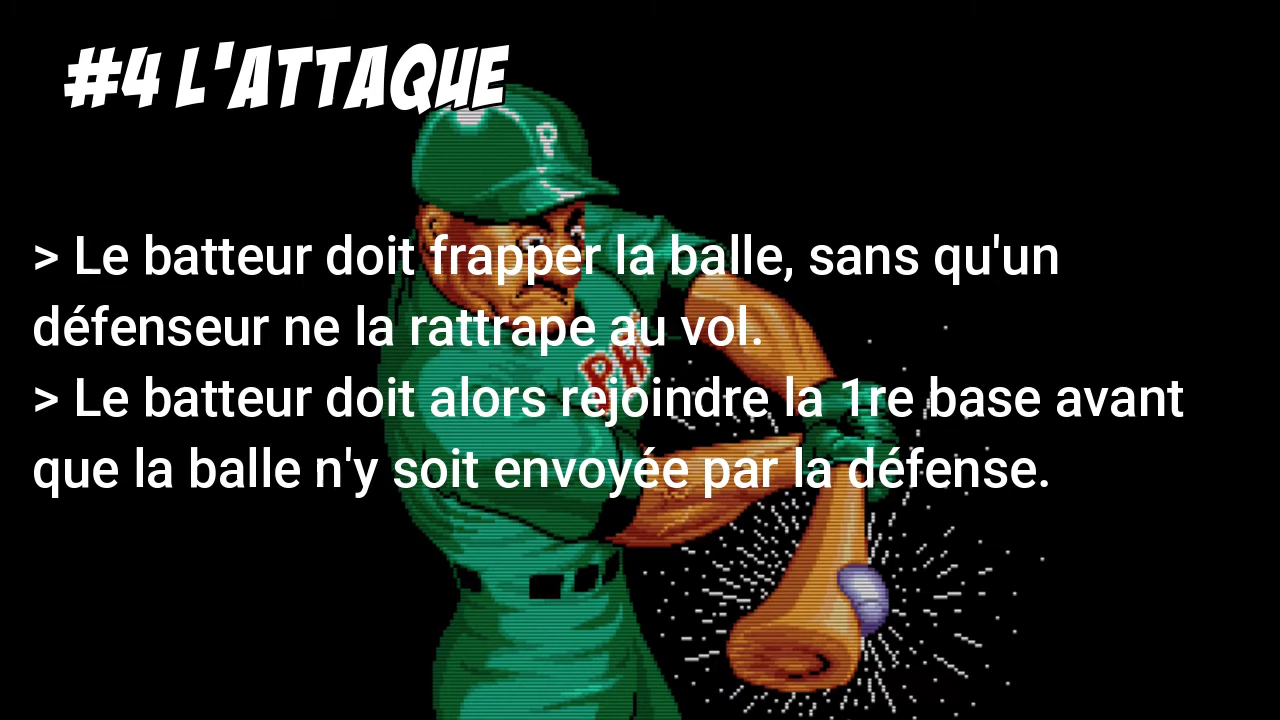 #4 L'ATTAQUE
P
> Le batteur doit frapper la balle, sans qu'un
défenseur ne la rattrape au vol.
PR
> Le batteur doit alors rejoindre la 1re base avant
que la balle n'y soit envoyée par la défense.